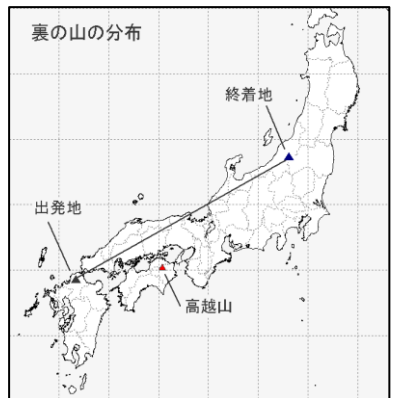 裏の山の分布
終着地
出発地
高越山